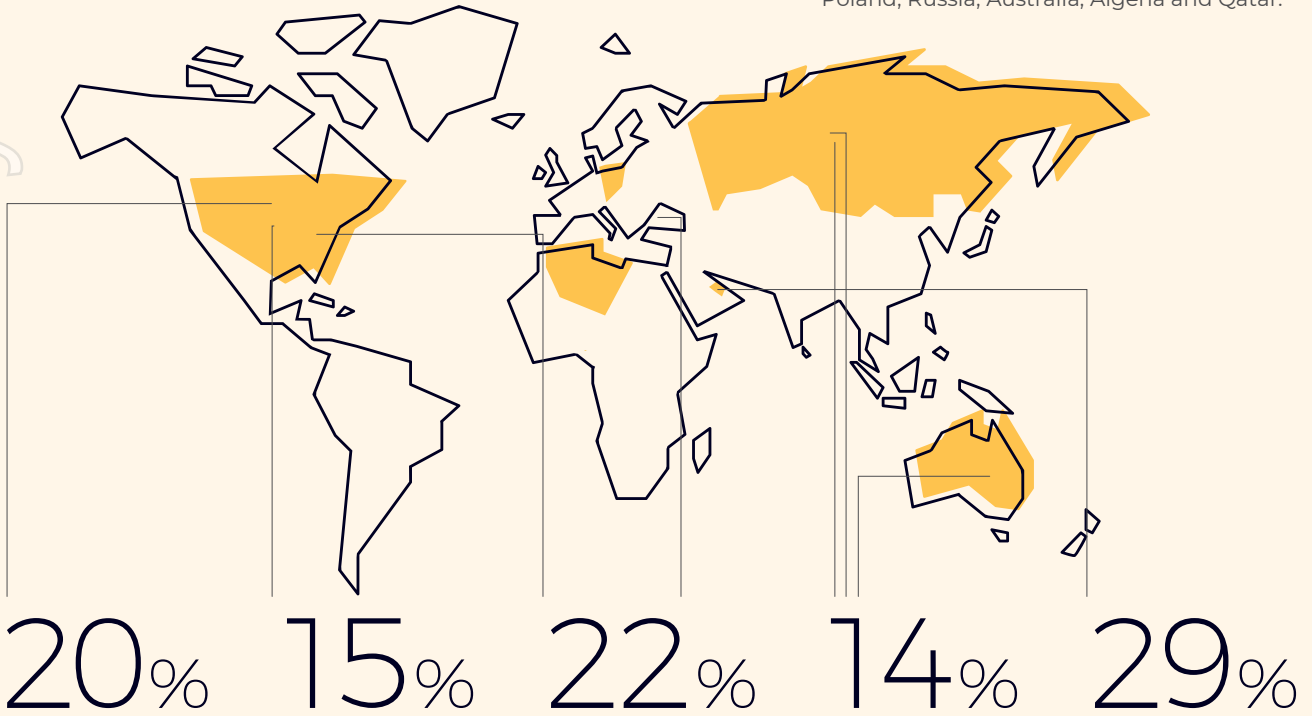 Poland, Russia, Australia, Algeria and Qatar.
20% 15% 22% 14% 29%